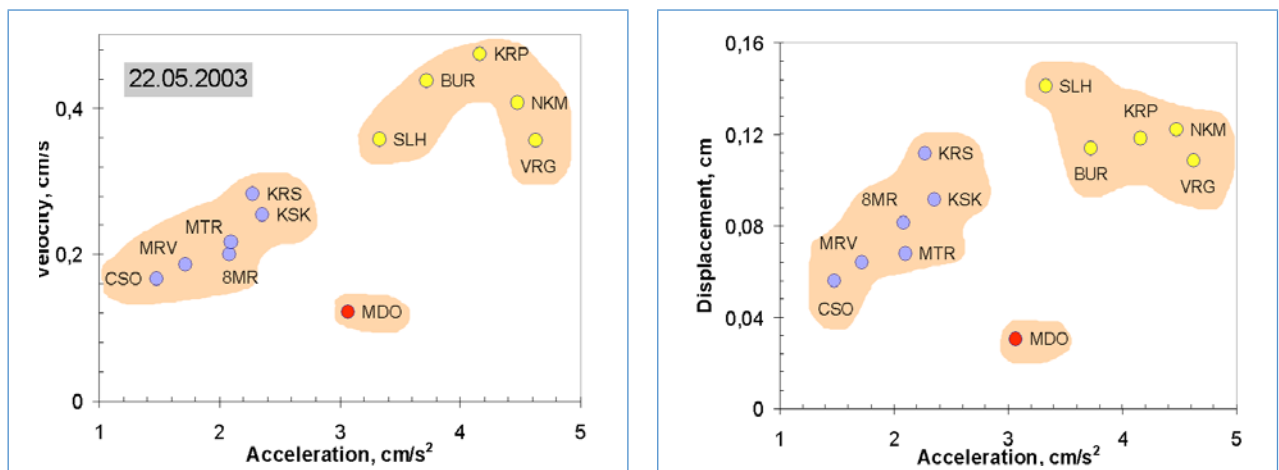 22.05.2003
KRP
BUR
NKM
0,4
SLH
VRG
velocity, cm/s
KRS
KSK
MTR
0,2
MRV
CSO
8MR
MDO
0
1 2 3 4 5
Acceleration, cm/s²
0,16
SLH
KRP
NKM
0,12
BUR
VRG
KRS
Displacement, cm
8MR
KSK
0,08
MRV
MTR
CSO
0,04
MDO
0
1 2 3 4 5
Acceleration, cm/s²